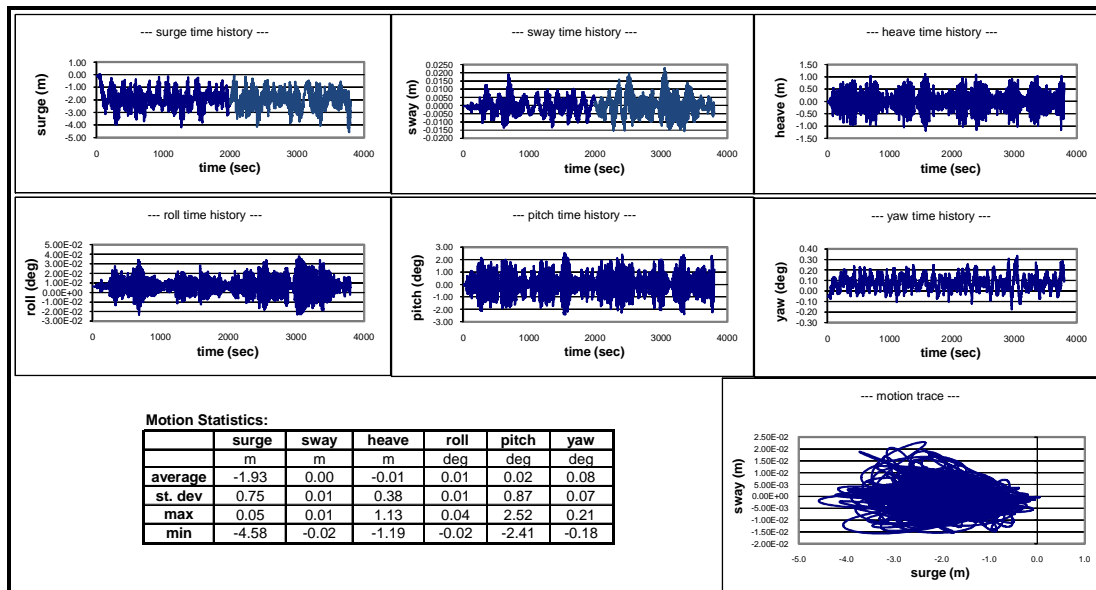 --- surge time history ---
1.00
0.00
-1.00
-2.00
-3.00
-4.00
-5.00
surge (m)
0 1000 2000 3000 4000
time (sec)
--- sway time history ---
0.0250
0.0200
0.0150
0.0100
0.0050
0.0000
-0.0050
-0.0100
-0.0150
-0.0200
sway (m)
0 1000 2000 3000 4000
time (sec)
--- heave time history ---
1.50
1.00
0.50
0.00
-0.50
-1.00
-1.50
heave (m)
0 1000 2000 3000 4000
time (sec)
--- roll time history ---
5.00E-02
4.00E-02
3.00E-02
2.00E-02
1.00E-02
0.00E+00
-1.00E-02
-2.00E-02
-3.00E-02
roll (deg)
0 1000 2000 3000 4000
time (sec)
--- pitch time history ---
3.00
2.00
1.00
0.00
-1.00
-2.00
-3.00
pitch (deg)
0 1000 2000 3000 4000
time (sec)
--- yaw time history ---
0.40
0.30
0.20
0.10
0.00
-0.10
-0.20
-0.30
yaw (deg)
0 1000 2000 3000 4000
time (sec)
Motion Statistics:
surge sway heave roll pitch yaw
m m m deg deg deg
average -1.93 0.00 -0.01 0.01 0.02 0.08
st. dev 0.75 0.01 0.38 0.01 0.87 0.07
max 0.05 0.01 1.13 0.04 2.52 0.21
min -4.58 -0.02 -1.19 -0.02 -2.41 -0.18
--- motion trace ---
2.50E-02
2.00E-02
1.50E-02
1.00E-02
5.00E-03
0.00E+00
-5.00E-03
-1.00E-02
-1.50E-02
-2.00E-02
sway (m)
-5.0 -4.0 -3.0 -2.0 -1.0 0.0 1.0
surge (m)